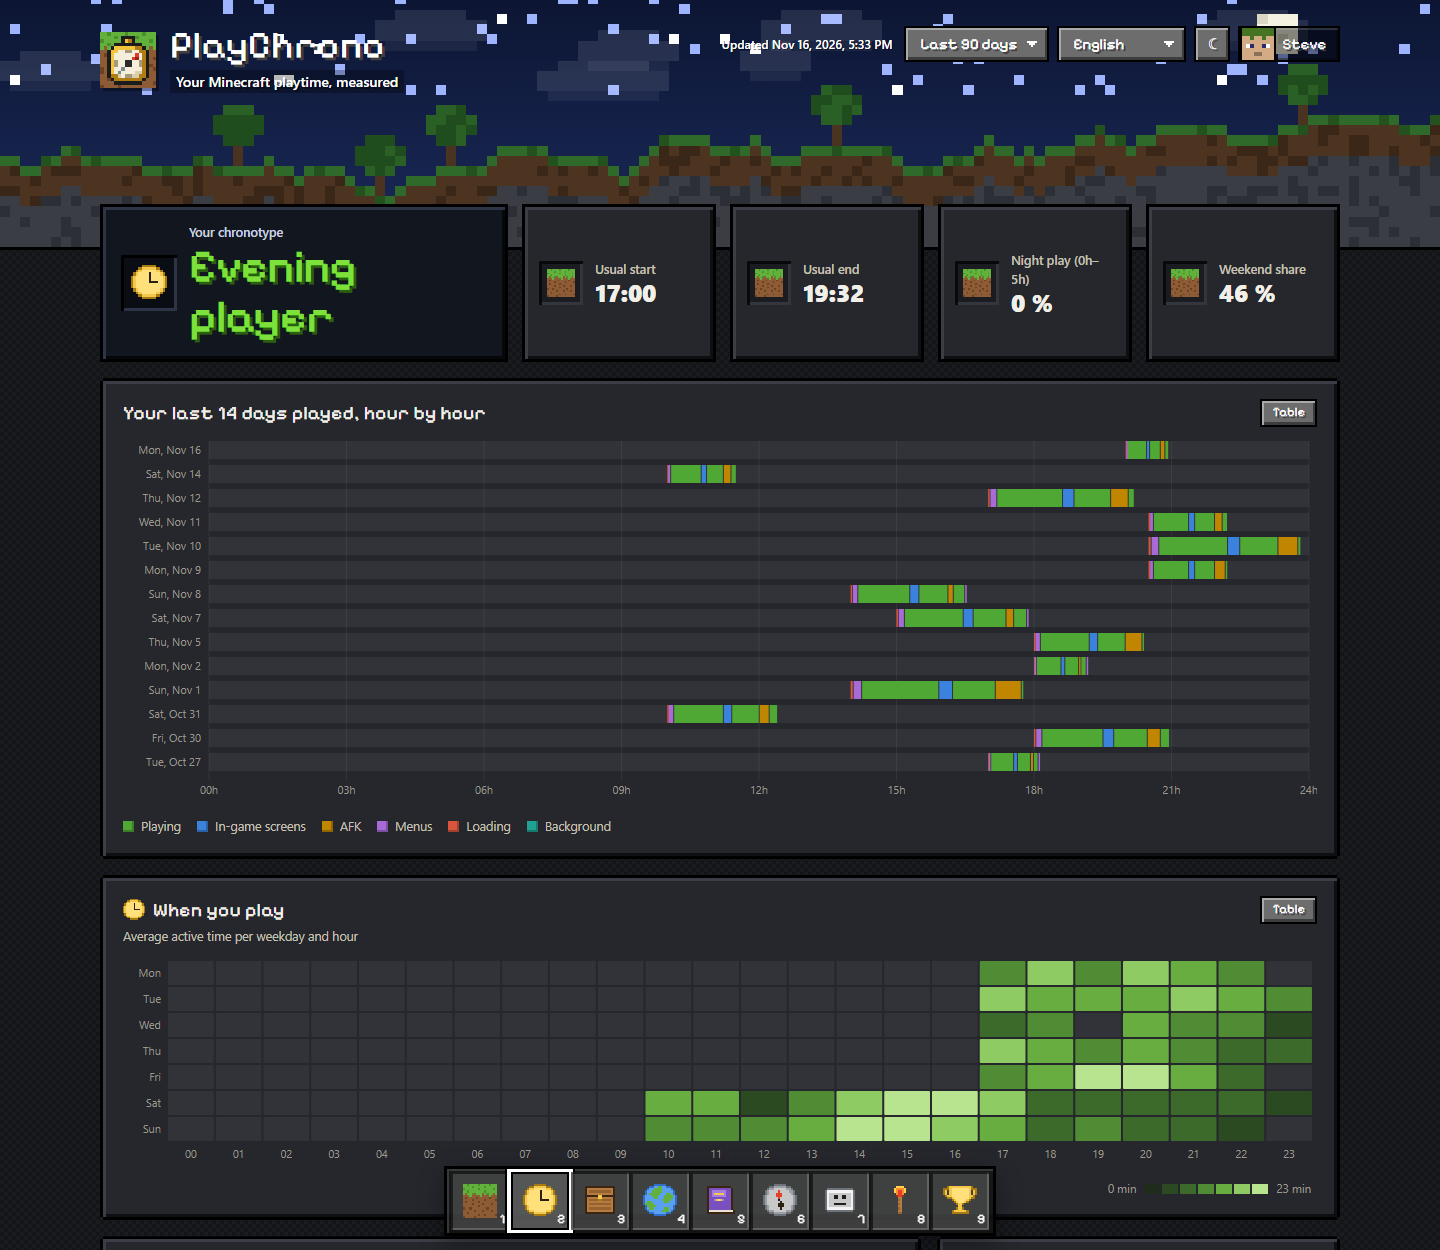 PlayChrono
Your Minecraft playtime, measured
Updated Nov 16, 2026, 5:33 PM
Last 90 days
English
Steve
Your chronotype
Evening
player
Usual start
17:00
Usual end
19:32
Night play (0h–
5h)
0 %
Weekend share
46 %
Your last 14 days played, hour by hour
Table
Mon, Nov 16
Sat, Nov 14
Thu, Nov 12
Wed, Nov 11
Tue, Nov 10
Mon, Nov 9
Sun, Nov 8
Sat, Nov 7
Thu, Nov 5
Mon, Nov 2
Sun, Nov 1
Sat, Oct 31
Fri, Oct 30
Tue, Oct 27
00h 03h 06h 09h 12h 15h 18h 21h 24h
Playing In-game screens AFK Menus Loading Background
When you play
Table
Average active time per weekday and hour
Mon
Tue
Wed
Thu
Fri
Sat
Sun
00 01 02 03 04 05 06 07 08 09 10 11 12 13 14 15 16 17 18 19 20 21 22 23
0 min 23 min
1 2 3 4 5 6 7 8 9